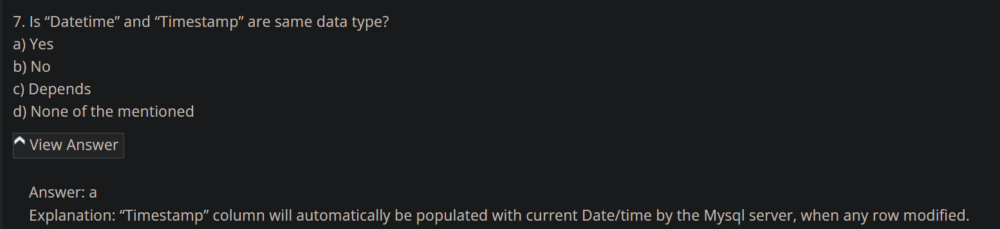 7. Is “Datetime” and “Timestamp” are same data type?
a) Yes
b) No
c) Depends
d) None of the mentioned
View Answer
Answer: a
Explanation: “Timestamp” column will automatically be populated with current Date/time by the Mysql server, when any row modified.